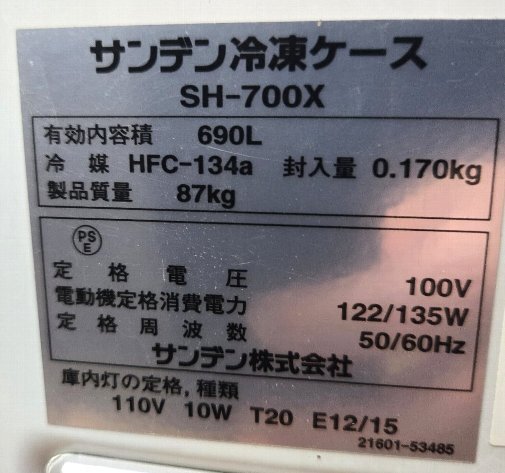 サンデン冷凍ケース
SH-700X
有効内容積 690L
冷媒 HFC-134a 封入量 0.170kg
製品質量 87kg
PS
E
定格電圧 100V
電動機定格消費電力 122/135W
定格周波数 50/60Hz
サンデン株式会社
庫内灯の定格,種類
110V 10W T20 E12/15
21601-53485